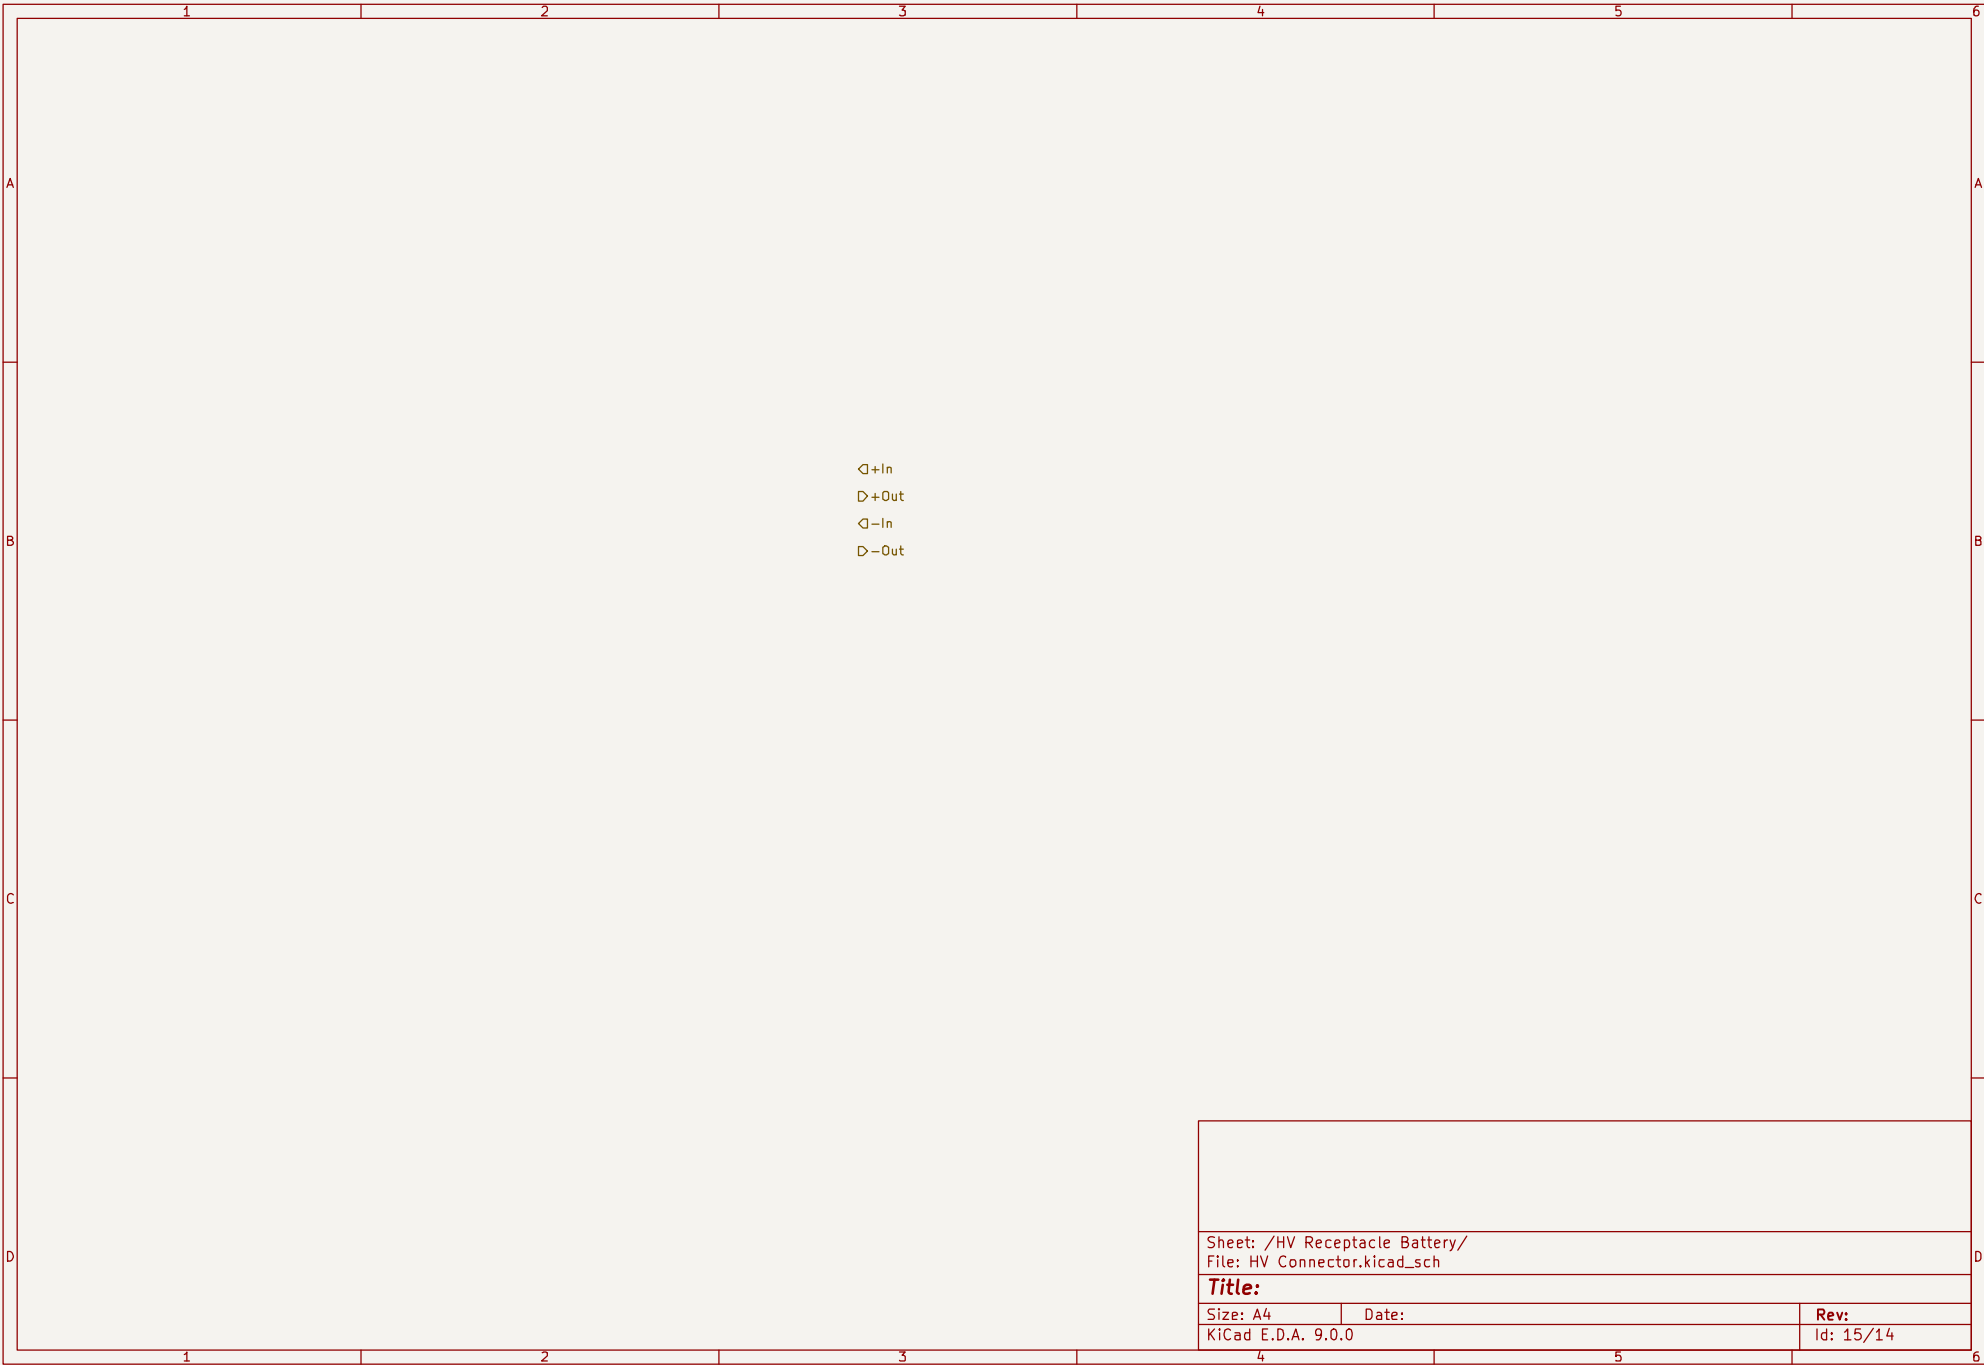 1 2 3 4 5 6
A A
+In
+Out
-In
-Out
B B
C C
Sheet: /HV Receptacle Battery/
File: HV Connector.kicad_sch
D D
Title:
Size: A4 Date: Rev:
KiCad E.D.A. 9.0.0 Id: 15/14
1 2 3 4 5 6